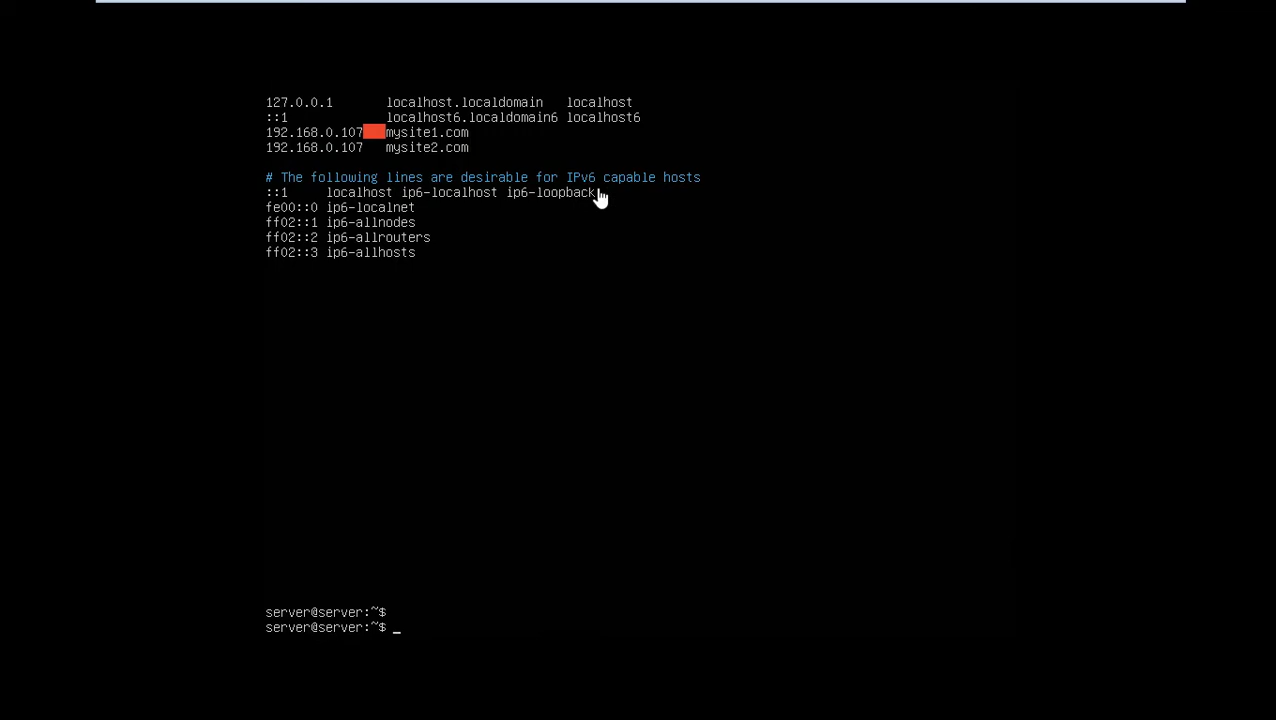 127.0.0.1       localhost.localdomain   localhost
::1             localhost6.localdomain6 localhost6
192.168.0.107   mysite1.com
192.168.0.107   mysite2.com
# The following lines are desirable for IPv6 capable hosts
::1     localhost ip6-localhost ip6-loopback
fe00::0 ip6-localnet
ff02::1 ip6-allnodes
ff02::2 ip6-allrouters
ff02::3 ip6-allhosts
server@server:~$
server@server:~$ _